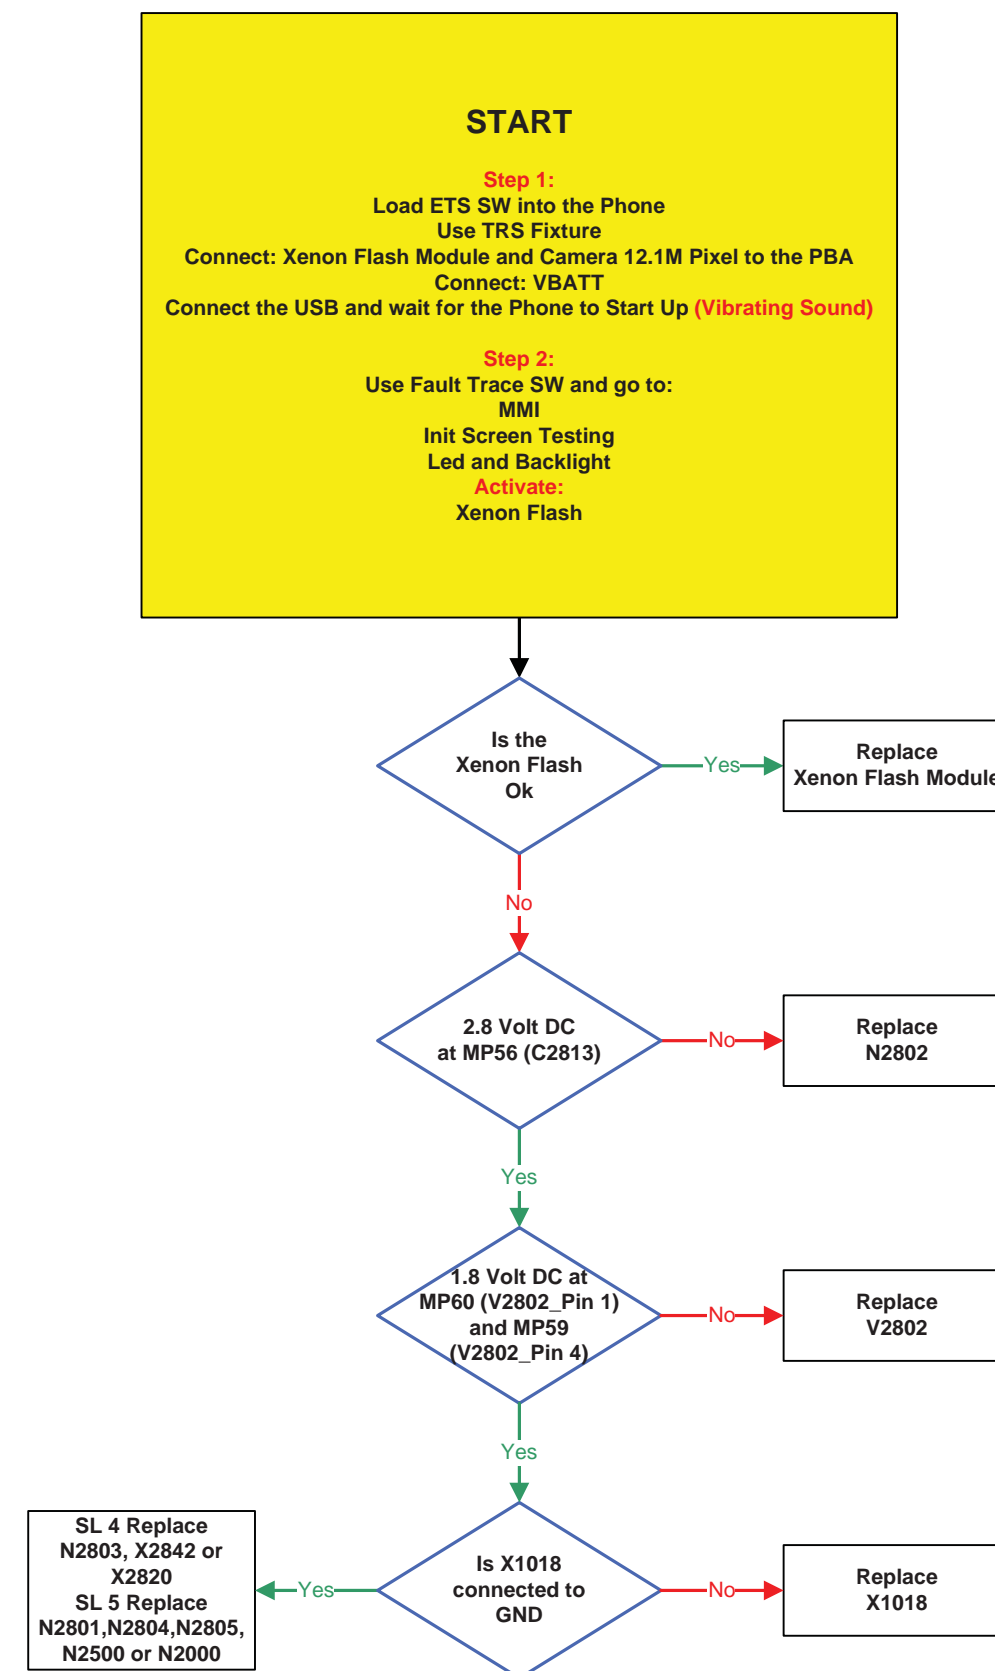 START
Step 1:
Load ETS SW into the Phone
Use TRS Fixture
Connect: Xenon Flash Module and Camera 12.1M Pixel to the PBA
Connect: VBATT
Connect the USB and wait for the Phone to Start Up (Vibrating Sound)
Step 2:
Use Fault Trace SW and go to:
MMI
Init Screen Testing
Led and Backlight
Activate:
Xenon Flash
Is the
Xenon Flash
Ok
Yes
Replace
Xenon Flash Module
No
2.8 Volt DC
at MP56 (C2813)
No
Replace
N2802
Yes
1.8 Volt DC at
MP60 (V2802_Pin 1)
and MP59
(V2802_Pin 4)
No
Replace
V2802
Yes
Is X1018
connected to
GND
No
Replace
X1018
Yes
SL 4 Replace
N2803, X2842 or
X2820
SL 5 Replace
N2801,N2804,N2805,
N2500 or N2000